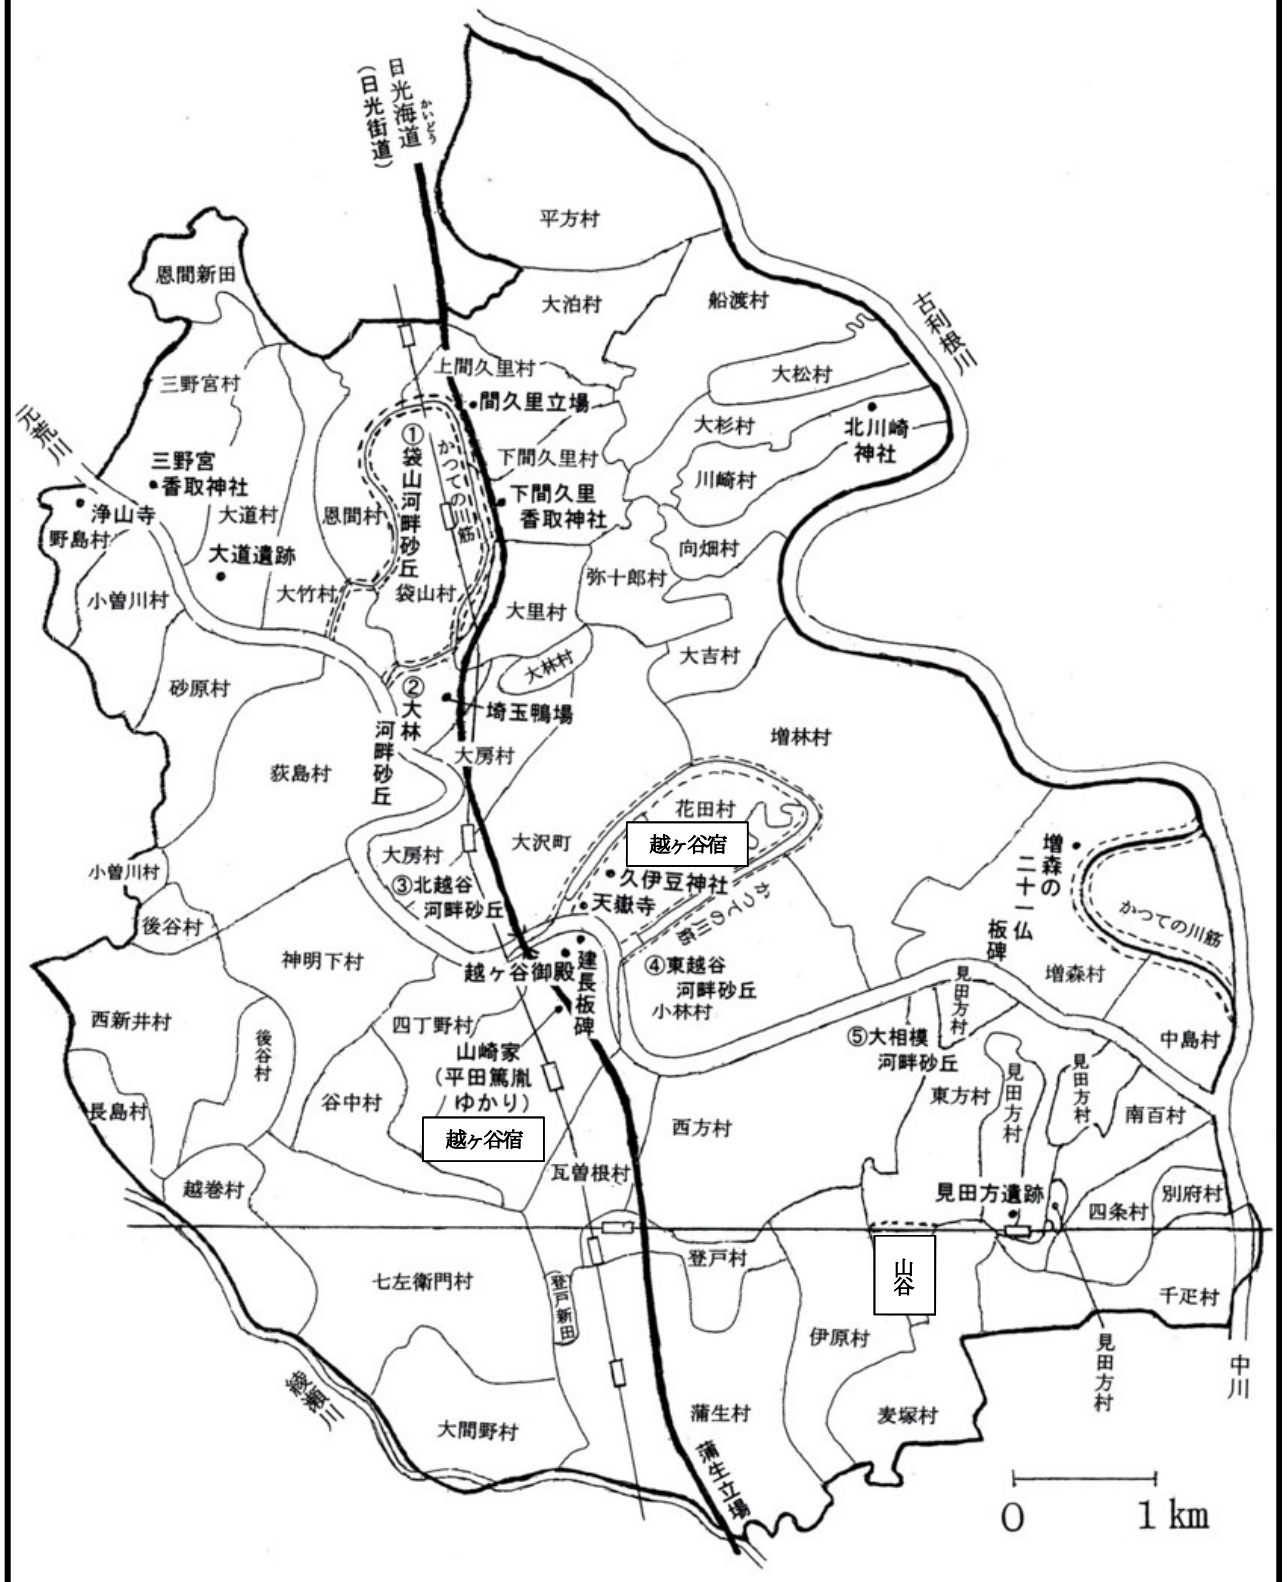 日光海道
かいどう
(日光街道)
平方村
恩間新田
大泊村
船渡村
古利根川
上間久里村
三野宮村
大松村
間久里立場
元荒川
大杉村
北川崎
神社
①袋山河畔砂丘
かつての川筋
下間久里村
三野宮
香取神社
川崎村
浄山寺
大道村
恩間村
下間久里
香取神社
野島村
大道遺跡
向畑村
小曽川村
大竹村
袋山村
弥十郎村
大里村
大林村
大吉村
砂原村
②大林
河畔砂丘
埼玉鴨場
大房村
増林村
荻島村
花田村
大沢町
越ヶ谷宿
大房村
小曽川村
③北越谷
河畔砂丘
久伊豆神社
天嶽寺
かつての川筋
増森の
二十一仏
板碑
かつての川筋
後谷村
神明下村
越ヶ谷御殿
建長板碑
④東越谷
河畔砂丘
小林村
見田方村
増森村
西新井村
四丁野村
後谷村
山崎家
(平田篤胤
ゆかり)
⑤大相模
河畔砂丘
中島村
長島村
谷中村
越ヶ谷宿
西方村
東方村
見田方村
見田方村
南百村
越巻村
瓦曽根村
見田方遺跡
四条村
別府村
七左衛門村
登戸新田
登戸村
山谷
千疋村
伊原村
見田方村
中川
綾瀬川
大間野村
蒲生村
麦塚村
蒲生立場
0 1km